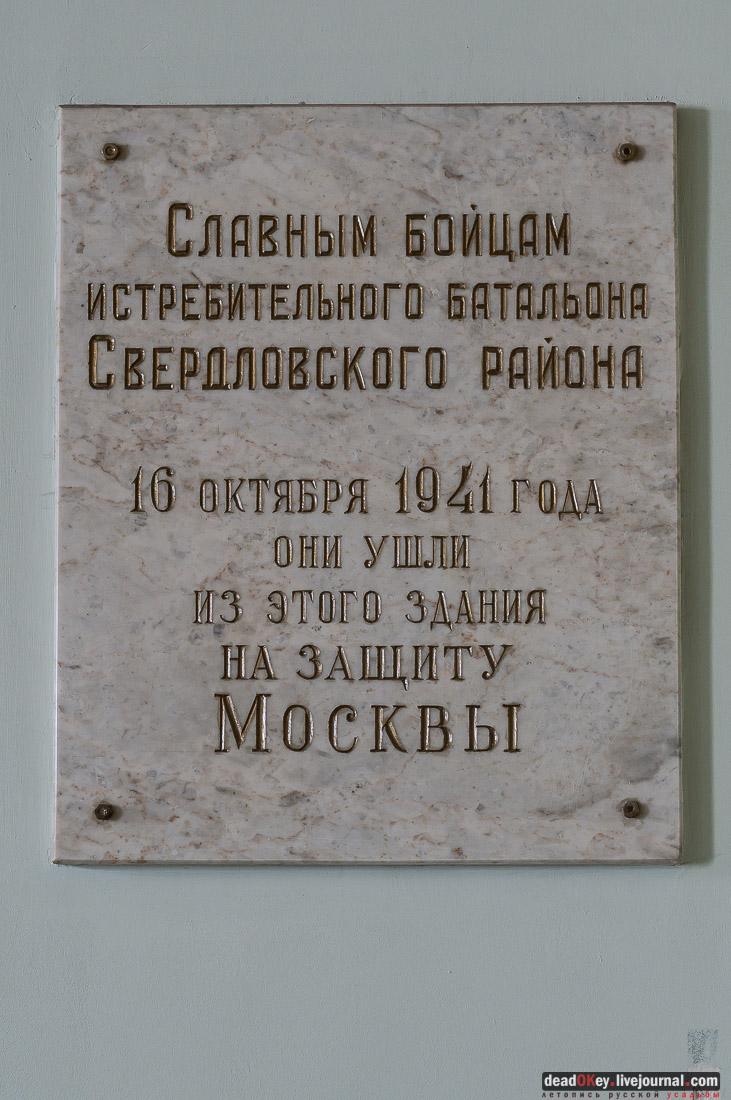 Славным бойцам
истребительного батальона
Свердловского района
16 октября 1941 года
они ушли
из этого здания
на защиту
Москвы
deadOKey.livejournal.com
летопись русской усадьбы